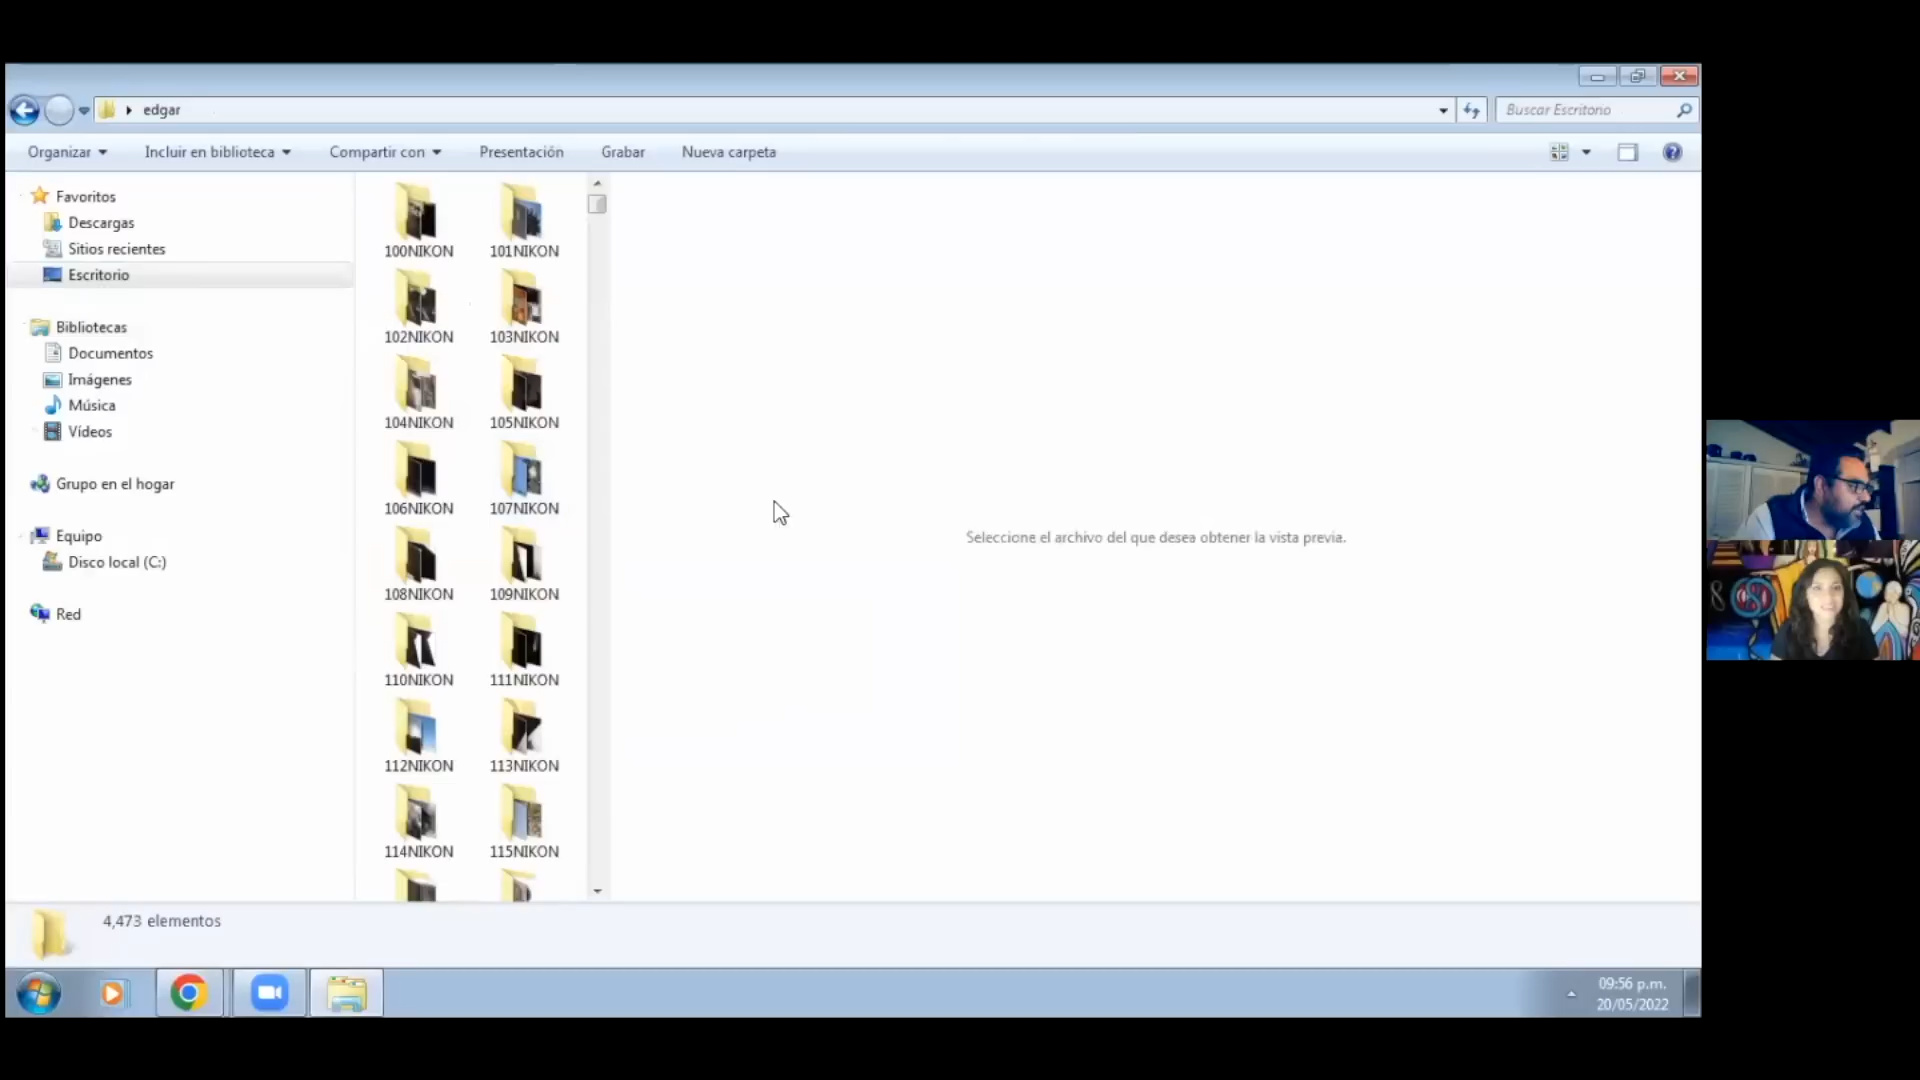 edgar
Buscar Escritorio
Organizar Incluir en biblioteca Compartir con Presentación Grabar Nueva carpeta
Favoritos
Descargas
Sitios recientes
Escritorio
Bibliotecas
Documentos
Imágenes
Música
Vídeos
Grupo en el hogar
Equipo
Disco local (C:)
Red
100NIKON 101NIKON
102NIKON 103NIKON
104NIKON 105NIKON
106NIKON 107NIKON
108NIKON 109NIKON
110NIKON 111NIKON
112NIKON 113NIKON
114NIKON 115NIKON
Seleccione el archivo del que desea obtener la vista previa.
4,473 elementos
09:56 p.m.
20/05/2022
8